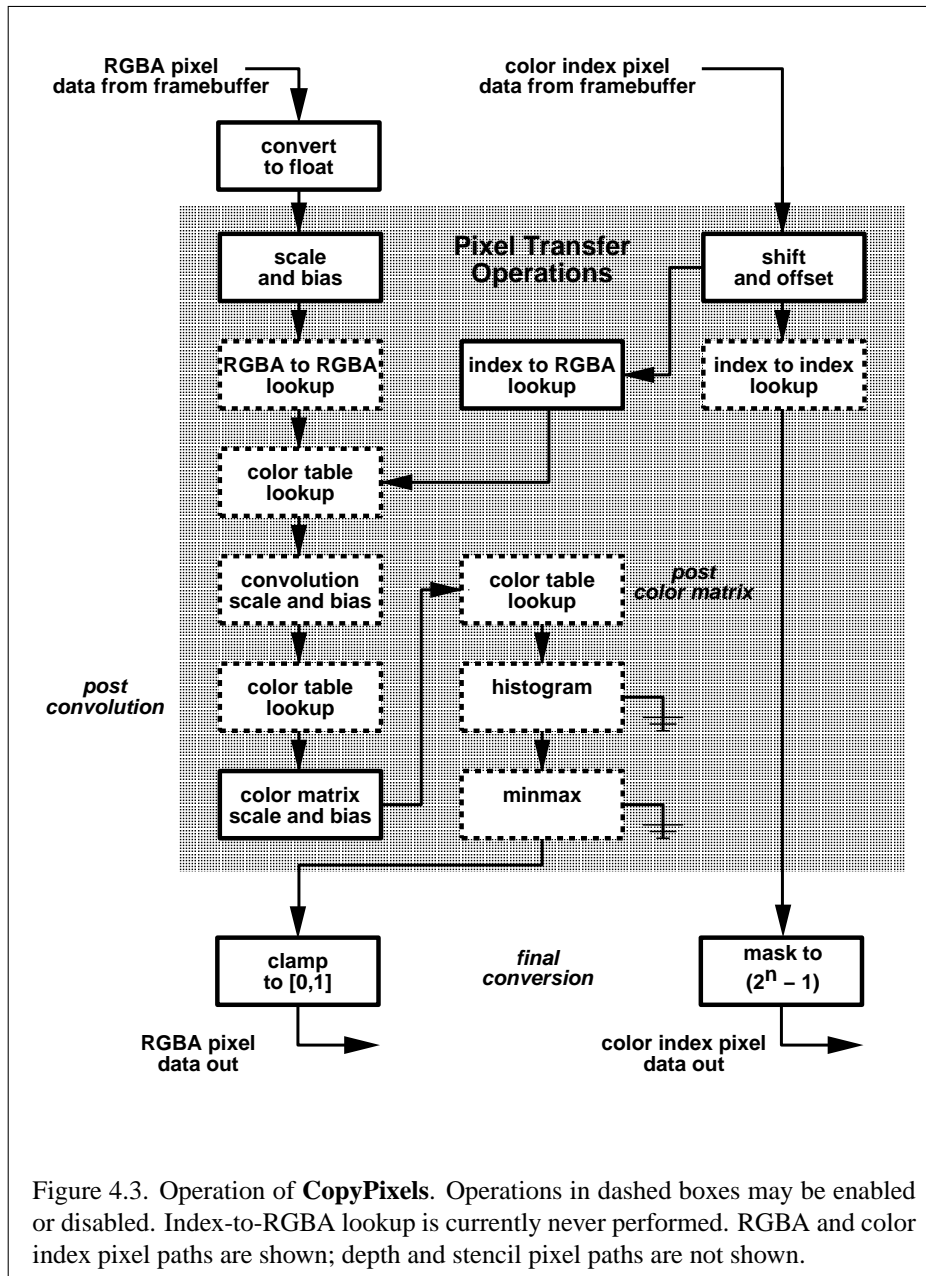 RGBA pixel
data from framebuffer
color index pixel
data from framebuffer
convert
to float
Pixel Transfer
Operations
scale
and bias
shift
and offset
RGBA to RGBA
lookup
index to RGBA
lookup
index to index
lookup
color table
lookup
convolution
scale and bias
color table
lookup
post
color matrix
post
convolution
color table
lookup
histogram
color matrix
scale and bias
minmax
clamp
to [0,1]
final
conversion
mask to
(2ⁿ − 1)
RGBA pixel
data out
color index pixel
data out
Figure 4.3. Operation of CopyPixels. Operations in dashed boxes may be enabled
or disabled. Index-to-RGBA lookup is currently never performed. RGBA and color
index pixel paths are shown; depth and stencil pixel paths are not shown.